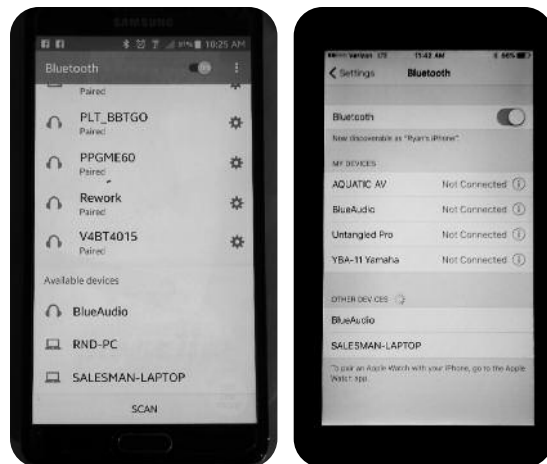 SAMSUNG
10:25 AM
Bluetooth
Paired
PLT_BBTGO
Paired
PPGME60
Paired
Rework
Paired
V4BT4015
Paired
Available devices
BlueAudio
RND-PC
SALESMAN-LAPTOP
SCAN
Verizon LTE 11:42 AM 66%
Settings Bluetooth
Bluetooth
Now discoverable as "Ryan's iPhone".
MY DEVICES
AQUATIC AV Not Connected
BlueAudio Not Connected
Untangled Pro Not Connected
YBA-11 Yamaha Not Connected
OTHER DEVICES
BlueAudio
SALESMAN-LAPTOP
To pair an Apple Watch with your iPhone, go to the Apple
Watch app.